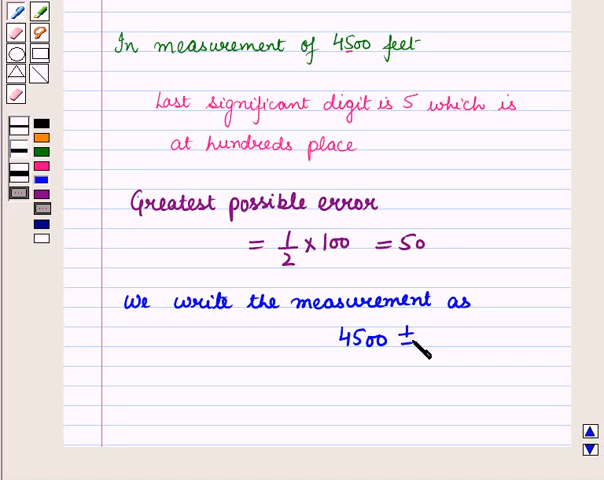 In measurement of 4500 feet
Last significant digit is 5 which is
at hundreds place
Greatest possible error
= 1/2 × 100 = 50
We write the measurement as
4500 ±